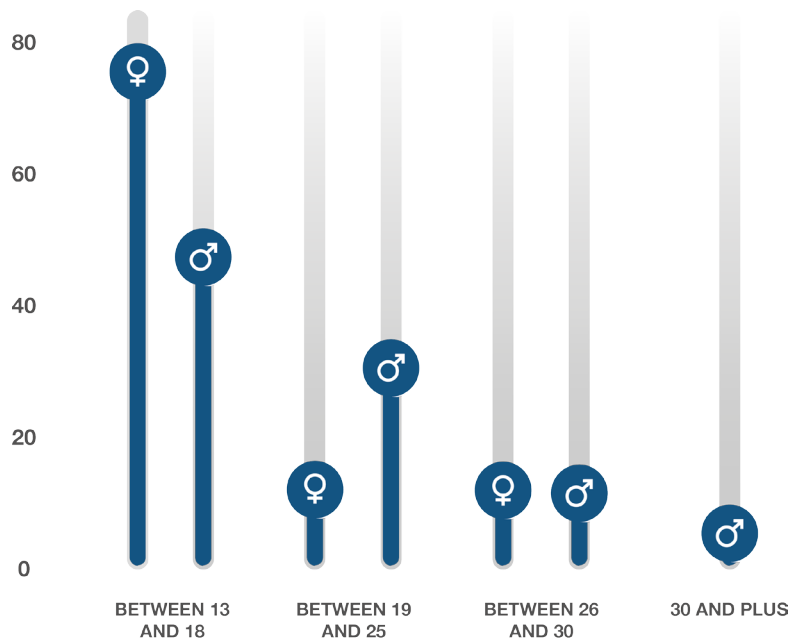 80
60
40
20
0
BETWEEN 13
AND 18
BETWEEN 19
AND 25
BETWEEN 26
AND 30
30 AND PLUS